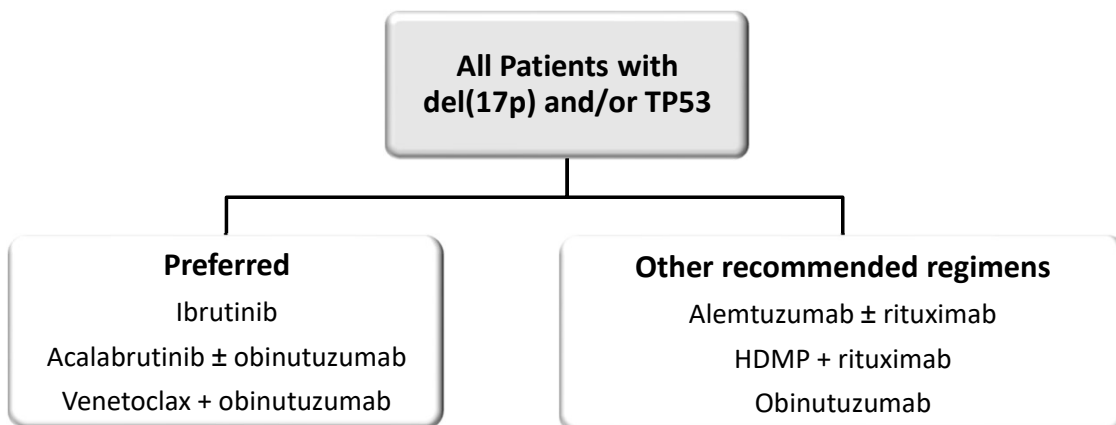 All Patients with
del(17p) and/or TP53
Preferred
Ibrutinib
Acalabrutinib ± obinutuzumab
Venetoclax + obinutuzumab
Other recommended regimens
Alemtuzumab ± rituximab
HDMP + rituximab
Obinutuzumab